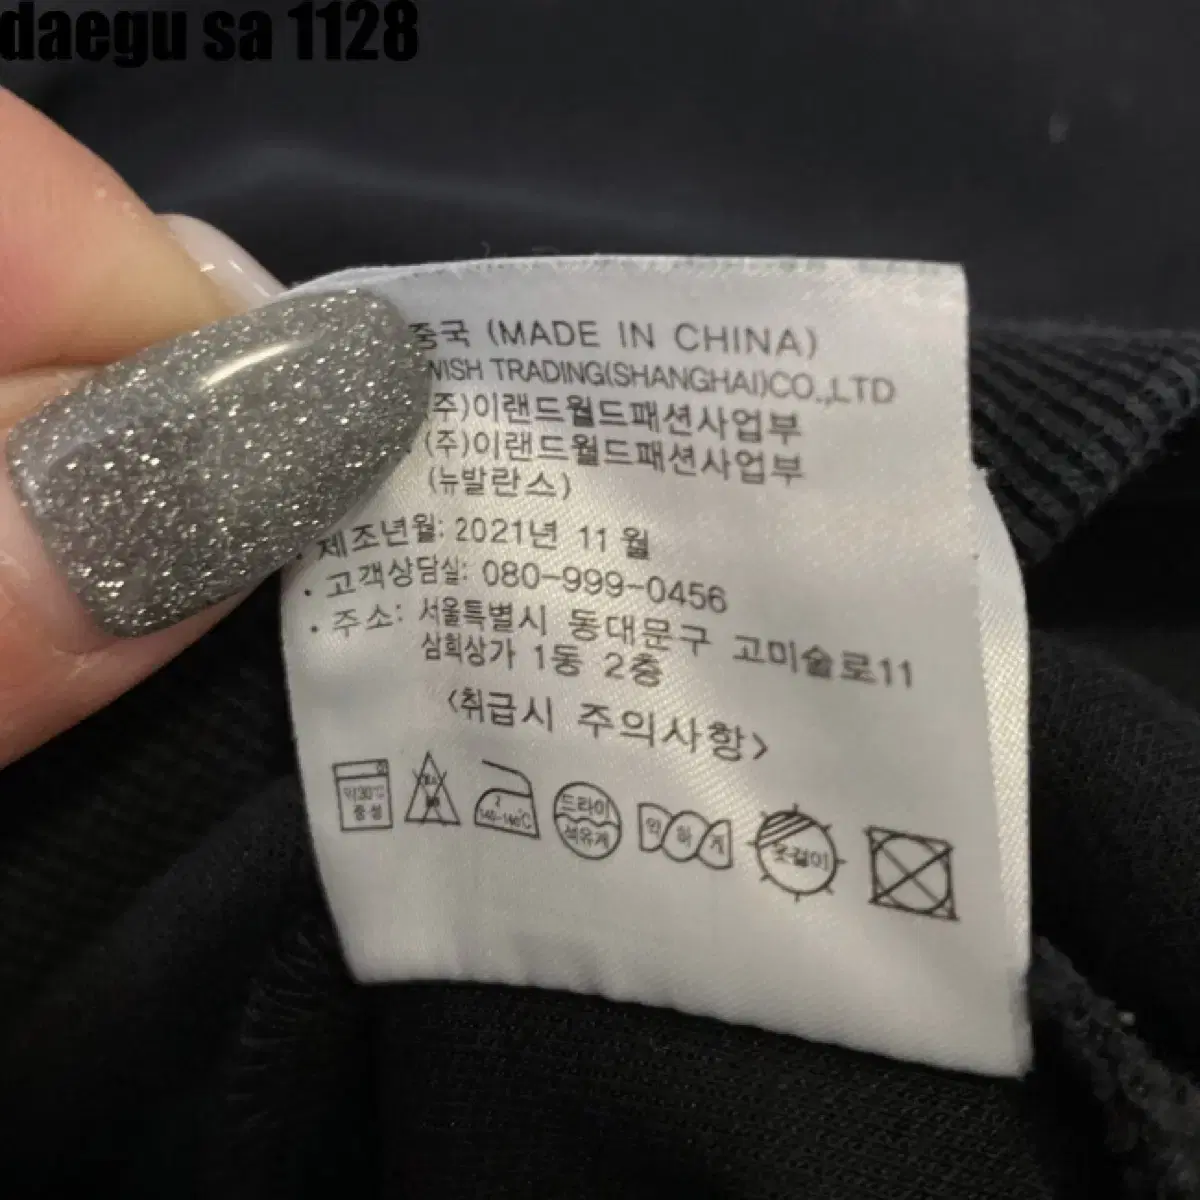 daegu sa 1128
중국 (MADE IN CHINA)
WISH TRADING(SHANGHAI)CO.,LTD
(주)이랜드월드패션사업부
(주)이랜드월드패션사업부
(뉴발란스)
• 제조년월: 2021년 11월
• 고객상담실: 080-999-0456
• 주소: 서울특별시 동대문구 고미술로11
삼희상가 1동 2층
<취급시 주의사항>
약30℃ 중성
140~160℃
드라이 석유계
약하게
옷걸이